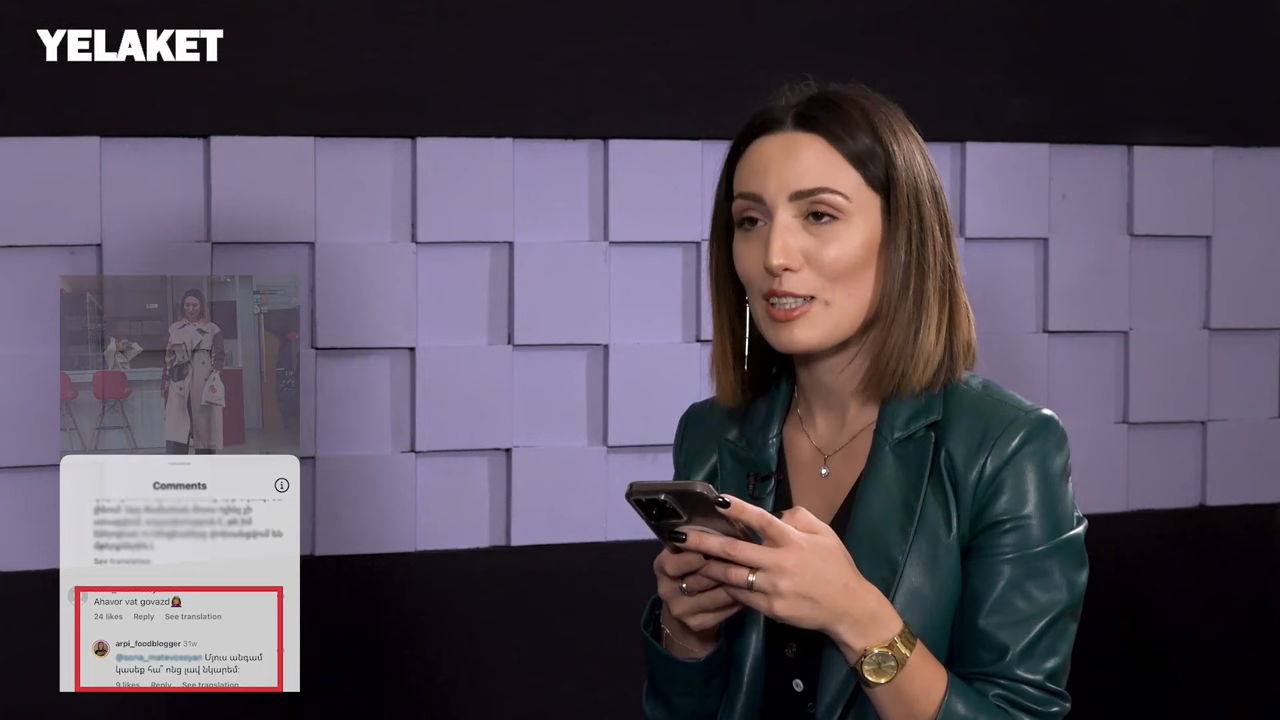 YELAKET
Comments
See translation
Ahavor vat govazd🤦🏾‍♀️
24 likes Reply See translation
arpi_foodblogger 31w
@sona_matevossyan Մյուս անգամ
կասեք հա՞ ոնց լավ նկարեմ։
9 likes Reply See translation